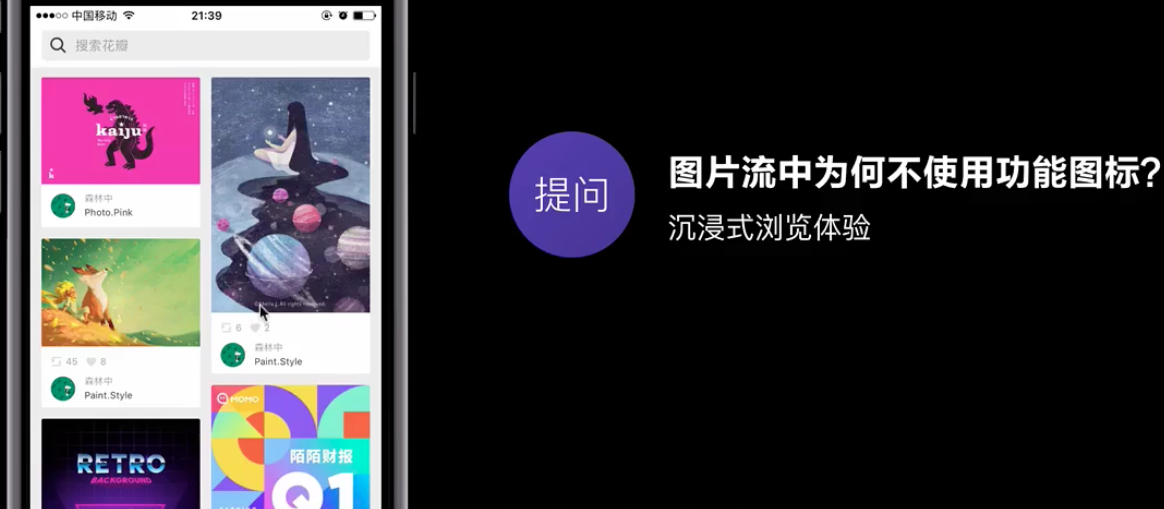 中国移动
21:39
搜索花瓣
kaiju
森林中
Photo.Pink
6 2
森林中
Paint.Style
45 8
森林中
Paint.Style
RETRO
BACKGROUND
MOMO
陌陌财报
Q1
提问
图片流中为何不使用功能图标?
沉浸式浏览体验